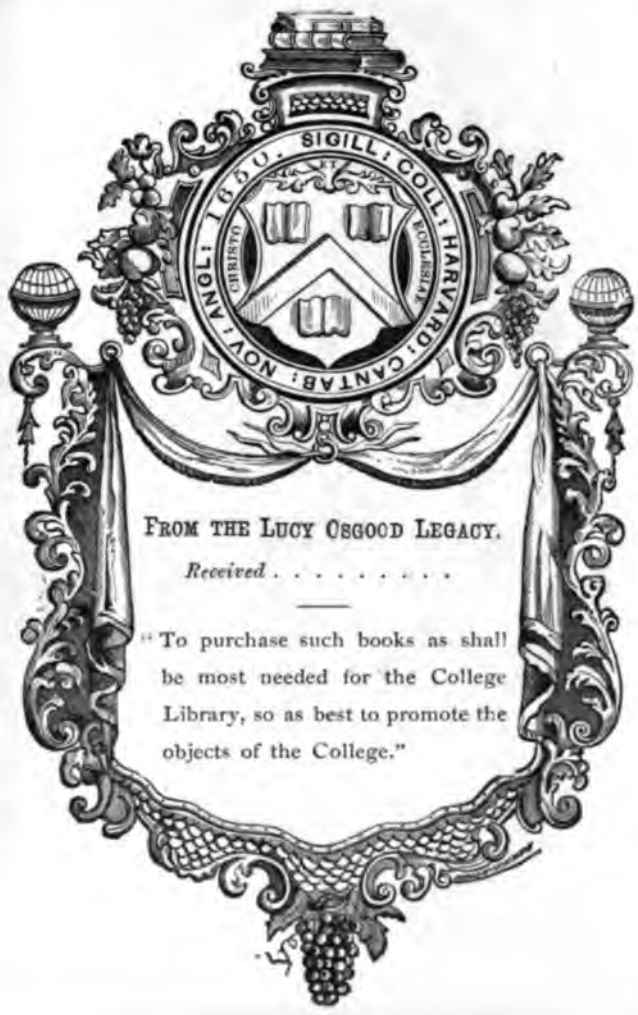 SIGILL: COLL: HARVARD: CANTAB: NOV: ANGL: 1650.
CHRISTO ET ECCLESIAE
FROM THE LUCY OSGOOD LEGACY.
Received . . . . . . . . .
"To purchase such books as shall
be most needed for the College
Library, so as best to promote the
objects of the College."